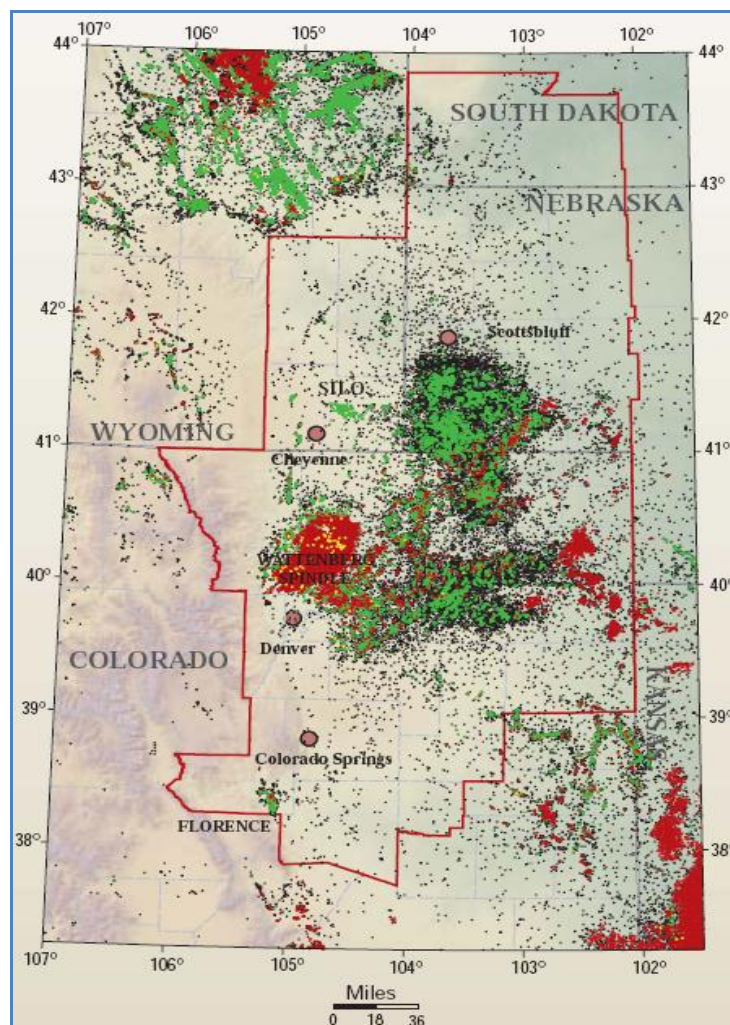 107° 106° 105° 104° 103° 102°
44° 44°
SOUTH DAKOTA
43° 43°
NEBRASKA
42° 42°
Scottsbluff
SILO
WYOMING
41° 41°
Cheyenne
WATTENBERG
40° SPINDLE 40°
Denver
COLORADO
KANSAS
39° 39°
Colorado Springs
FLORENCE
38° 38°
107° 106° 105° 104° 103° 102°
Miles
0 18 36